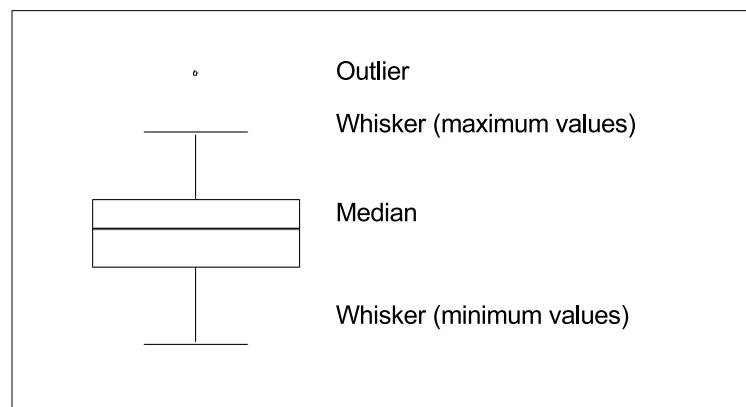 Outlier
Whisker (maximum values)
Median
Whisker (minimum values)